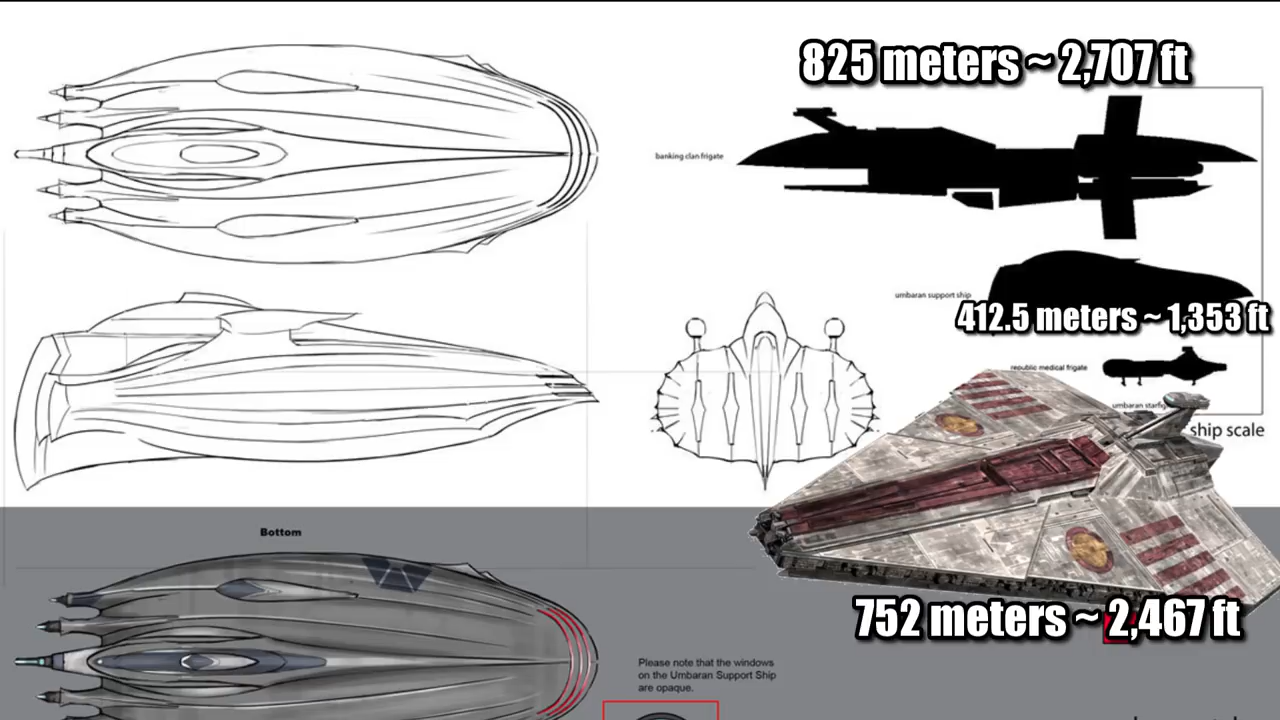 825 meters ~ 2,707 ft
banking clan frigate
umbaran support ship
412.5 meters ~ 1,353 ft
republic medical frigate
ship scale
Bottom
752 meters ~ 2,467 ft
Please note that the windows
on the Umbaran Support Ship
are opaque.